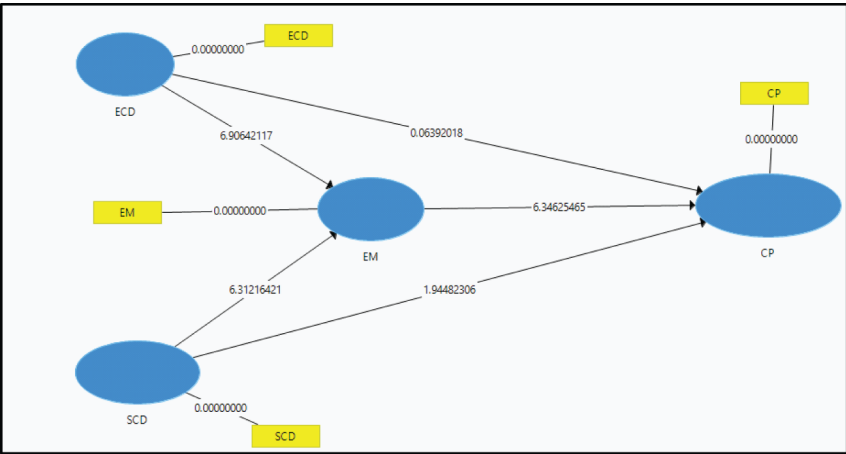 ECD
0.00000000
ECD
CP
6.90642117
0.06392018
0.00000000
EM
0.00000000
6.34625465
EM
CP
6.31216421
1.94482306
0.00000000
SCD
SCD